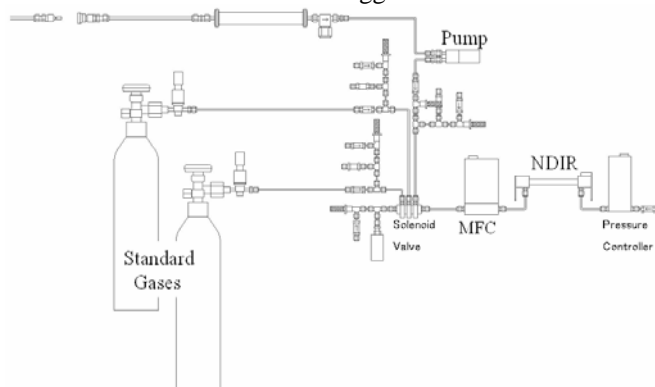 Pump
NDIR
Solenoid
Valve
MFC
Pressure
Controller
Standard
Gases